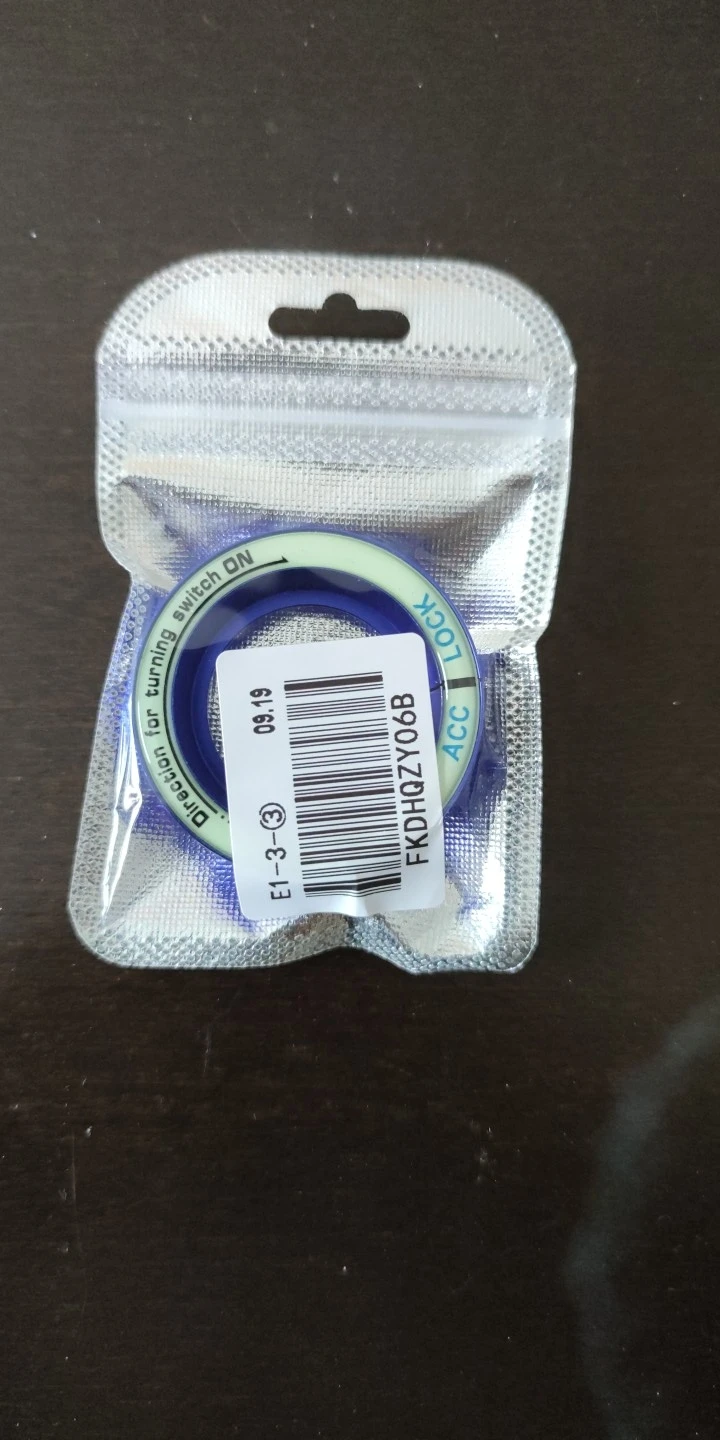 Direction for turning switch ON
LOCK
ACC
09.19
E1-3-③
FKDHQZY06B